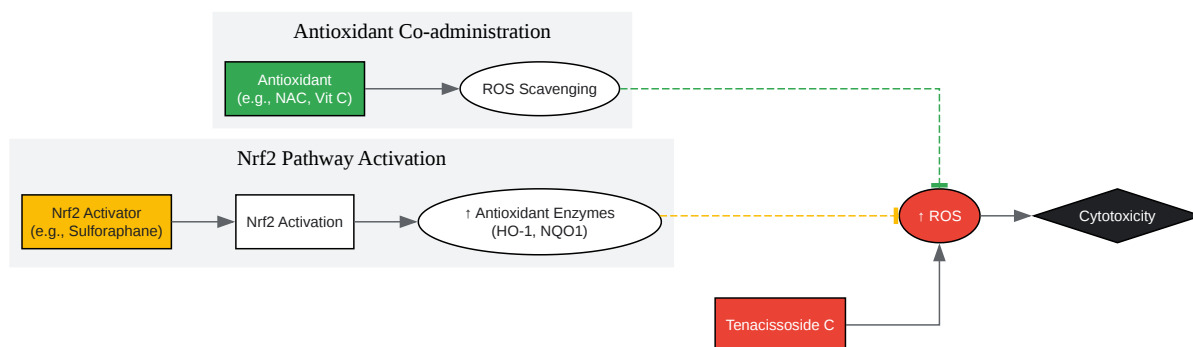 Antioxidant Co-administration
Antioxidant
(e.g., NAC, Vit C)
ROS Scavenging
Nrf2 Pathway Activation
Nrf2 Activator
(e.g., Sulforaphane)
Nrf2 Activation
↑ Antioxidant Enzymes
(HO-1, NQO1)
↑ ROS
Cytotoxicity
Tenacissoside C